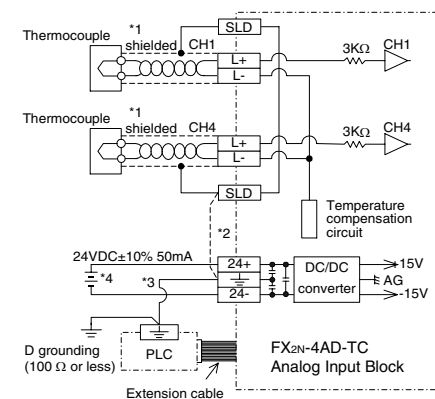 SLD
Thermocouple
*1
shielded CH1
L+
L-
3KΩ
CH1
Thermocouple
*1
shielded CH4
L+
L-
3KΩ
CH4
SLD
Temperature
compensation
circuit
*2
24VDC±10% 50mA
*4
*3
24+
24-
DC/DC
converter
+15V
AG
-15V
D grounding
(100 Ω or less)
PLC
Extension cable
FX2N-4AD-TC
Analog Input Block